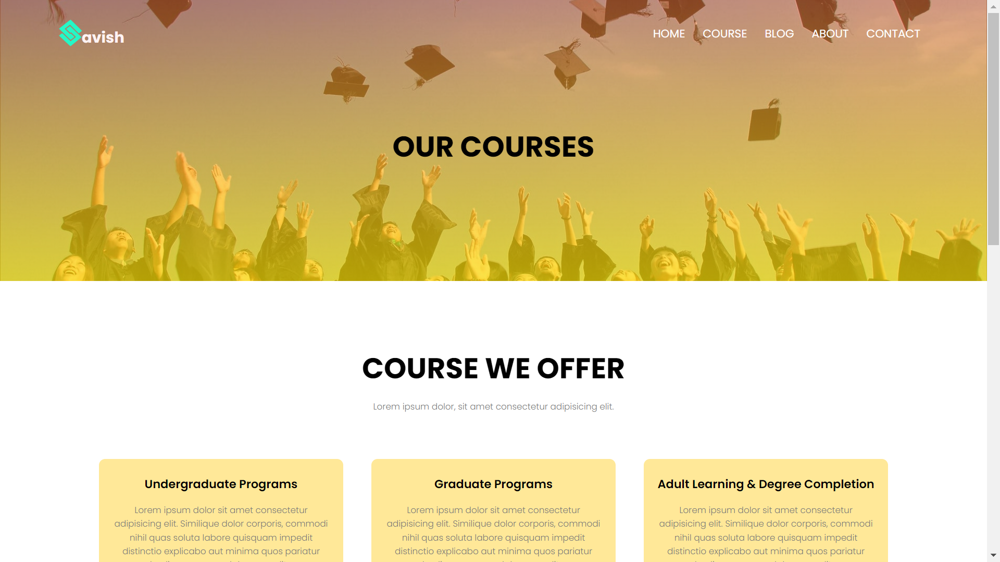 avish
HOME COURSE BLOG ABOUT CONTACT
OUR COURSES
COURSE WE OFFER
Lorem ipsum dolor, sit amet consectetur adipisicing elit.
Undergraduate Programs
Lorem ipsum dolor sit amet consectetur
adipisicing elit. Similique dolor corporis, commodi
nihil quas soluta labore quisquam impedit
distinctio explicabo aut minima quos pariatur
Graduate Programs
Lorem ipsum dolor sit amet consectetur
adipisicing elit. Similique dolor corporis, commodi
nihil quas soluta labore quisquam impedit
distinctio explicabo aut minima quos pariatur
Adult Learning & Degree Completion
Lorem ipsum dolor sit amet consectetur
adipisicing elit. Similique dolor corporis, commodi
nihil quas soluta labore quisquam impedit
distinctio explicabo aut minima quos pariatur